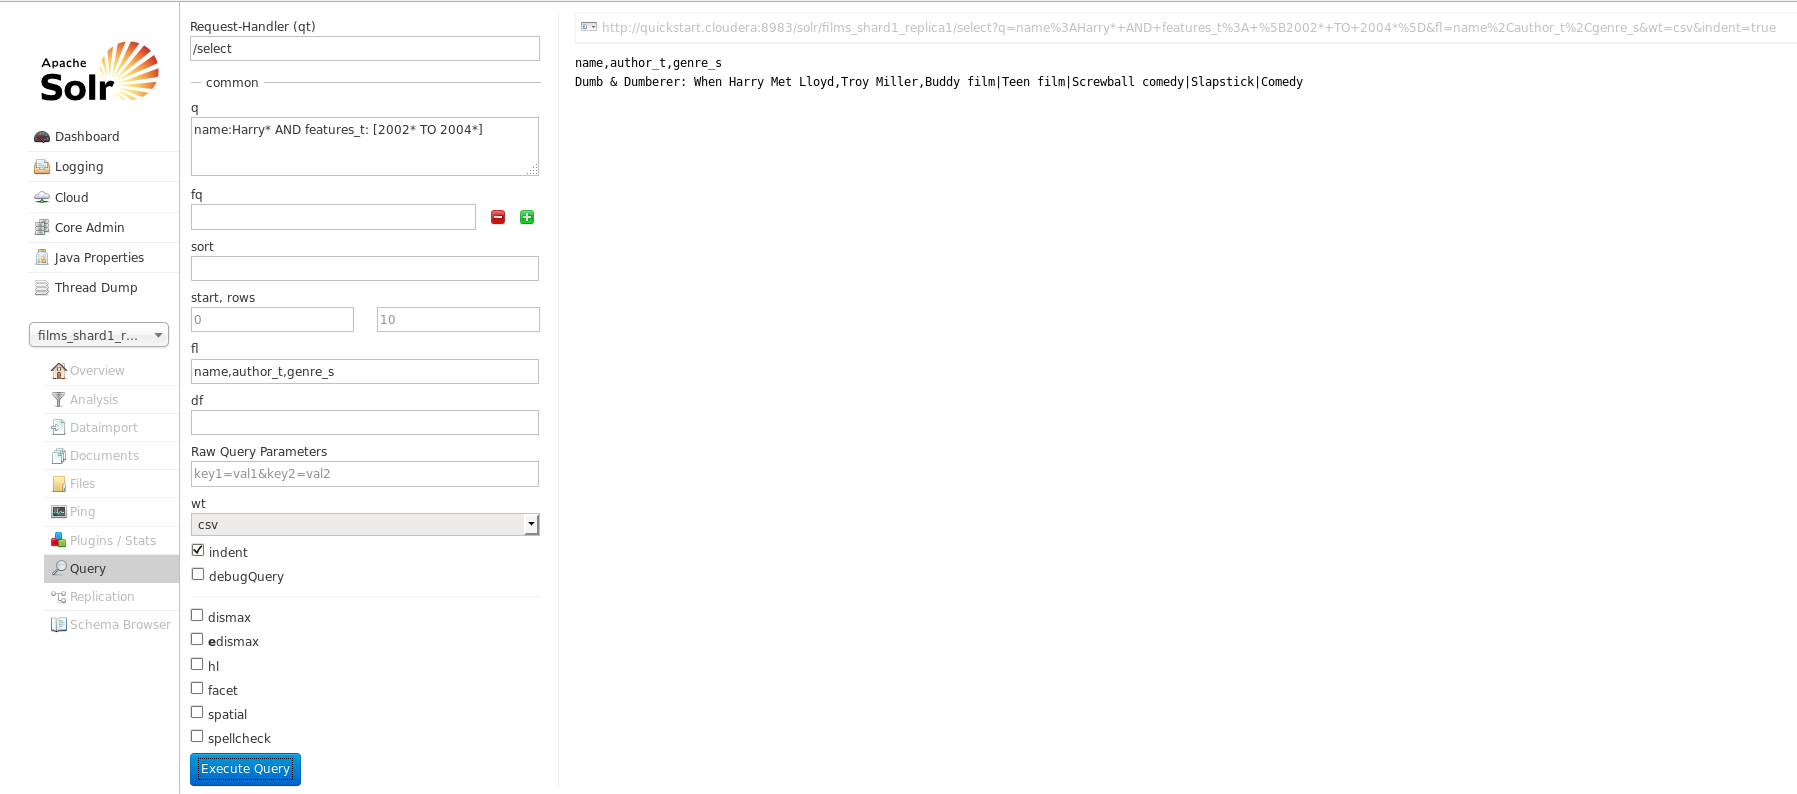 Apache
Solr
Dashboard
Logging
Cloud
Core Admin
Java Properties
Thread Dump
films_shard1_r...
Overview
Analysis
Dataimport
Documents
Files
Ping
Plugins / Stats
Query
Replication
Schema Browser
Request-Handler (qt)
/select
common
q
name:Harry* AND features_t: [2002* TO 2004*]
fq
sort
start, rows
0 10
fl
name,author_t,genre_s
df
Raw Query Parameters
key1=val1&key2=val2
wt
csv
indent
debugQuery
dismax
edismax
hl
facet
spatial
spellcheck
Execute Query
http://quickstart.cloudera:8983/solr/films_shard1_replica1/select?q=name%3AHarry*+AND+features_t%3A+%5B2002*+TO+2004*%5D&fl=name%2Cauthor_t%2Cgenre_s&wt=csv&indent=true
name,author_t,genre_s
Dumb & Dumberer: When Harry Met Lloyd,Troy Miller,Buddy film|Teen film|Screwball comedy|Slapstick|Comedy